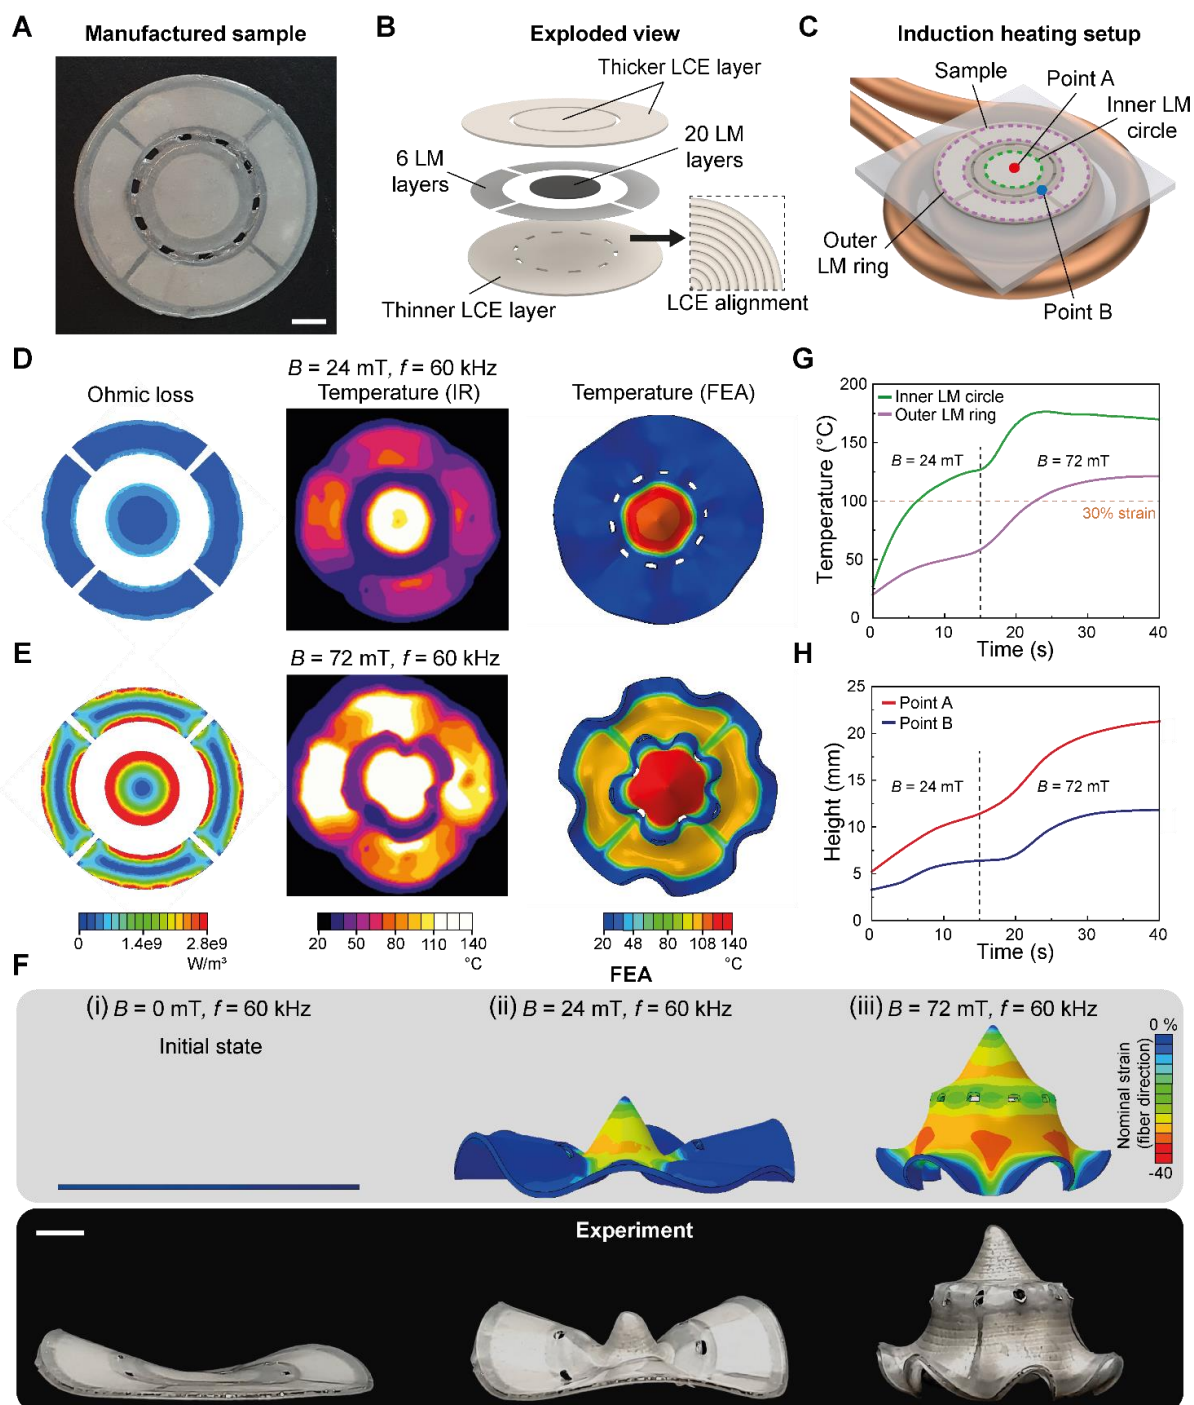 A
Manufactured sample
B
Exploded view
Thicker LCE layer
6 LM
layers
20 LM
layers
Thinner LCE layer
LCE alignment
C
Induction heating setup
Sample
Point A
Inner LM
circle
Outer
LM ring
Point B
D
Ohmic loss
B = 24 mT, f = 60 kHz
Temperature (IR)
Temperature (FEA)
E
B = 72 mT, f = 60 kHz
0
1.4e9
2.8e9
W/m³
20
50
80
110
140
°C
20
48
80
108
140
°C
G
Temperature (°C)
200
150
100
50
0
Inner LM circle
Outer LM ring
B = 24 mT
B = 72 mT
30% strain
0
10
20
30
40
Time (s)
H
Height (mm)
25
20
15
10
5
0
Point A
Point B
B = 24 mT
B = 72 mT
0
10
20
30
40
Time (s)
F
FEA
(i) B = 0 mT, f = 60 kHz
Initial state
(ii) B = 24 mT, f = 60 kHz
(iii) B = 72 mT, f = 60 kHz
0 %
Nominal strain
(fiber direction)
-40
Experiment